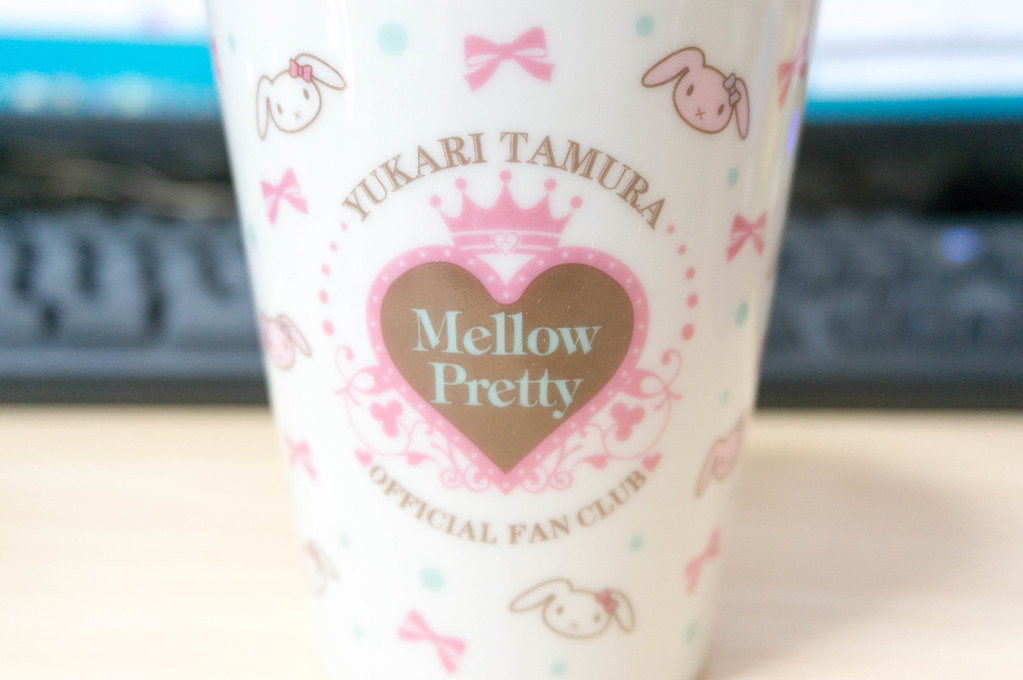 YUKARI TAMURA
Mellow
Pretty
OFFICIAL FAN CLUB